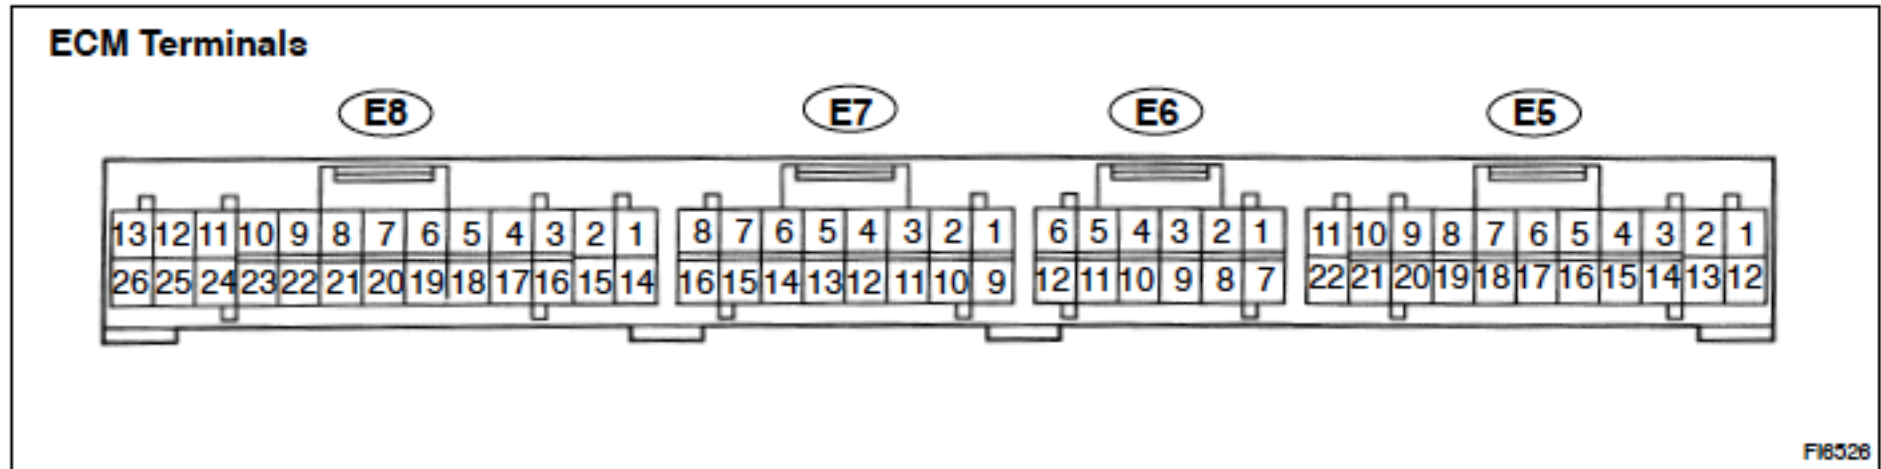 ECM Terminals
E8 E7 E6 E5
13 12 11 10 9 8 7 6 5 4 3 2 1 8 7 6 5 4 3 2 1 6 5 4 3 2 1 11 10 9 8 7 6 5 4 3 2 1
26 25 24 23 22 21 20 19 18 17 16 15 14 16 15 14 13 12 11 10 9 12 11 10 9 8 7 22 21 20 19 18 17 16 15 14 13 12
FI6526